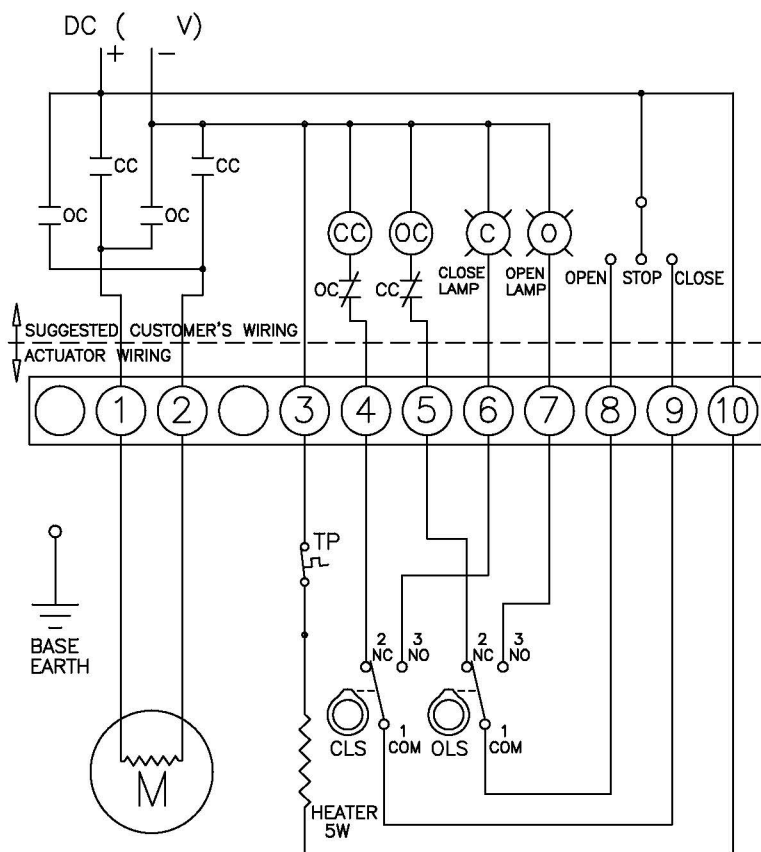 DC ( V)
+ −
CC CC
OC OC
CC OC C O
OC CC
CLOSE LAMP
OPEN LAMP
OPEN STOP CLOSE
SUGGESTED CUSTOMER'S WIRING
ACTUATOR WIRING
1 2 3 4 5 6 7 8 9 10
TP
BASE
EARTH
2 NC 3 NO
2 NC 3 NO
CLS 1 COM
OLS 1 COM
M
HEATER
5W